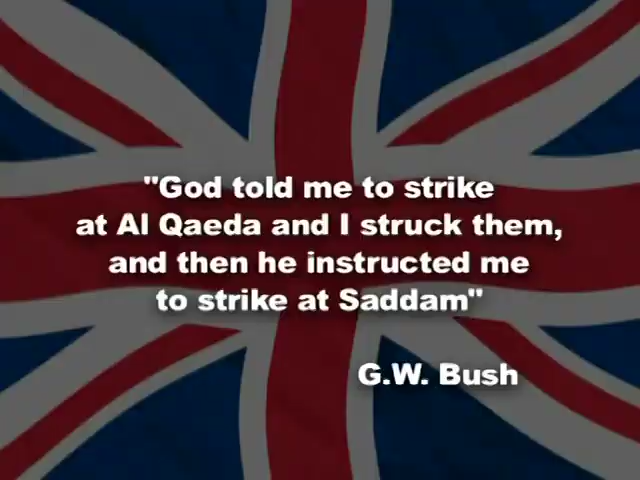 "God told me to strike
at Al Qaeda and I struck them,
and then he instructed me
to strike at Saddam"
G.W. Bush